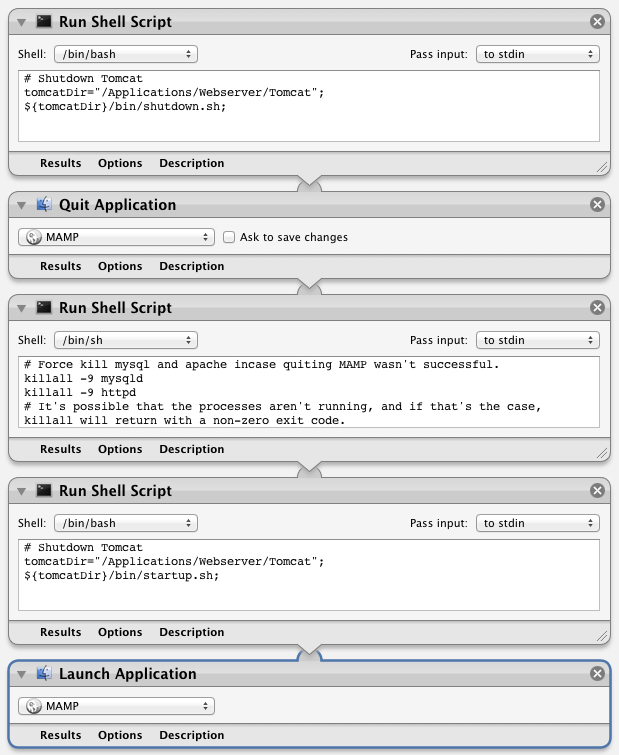 Run Shell Script
Shell: /bin/bash Pass input: to stdin
# Shutdown Tomcat
tomcatDir="/Applications/Webserver/Tomcat";
${tomcatDir}/bin/shutdown.sh;
Results Options Description
Quit Application
MAMP Ask to save changes
Results Options Description
Run Shell Script
Shell: /bin/sh Pass input: to stdin
# Force kill mysql and apache incase quiting MAMP wasn't successful.
killall -9 mysqld
killall -9 httpd
# It's possible that the processes aren't running, and if that's the case,
killall will return with a non-zero exit code.
Results Options Description
Run Shell Script
Shell: /bin/bash Pass input: to stdin
# Shutdown Tomcat
tomcatDir="/Applications/Webserver/Tomcat";
${tomcatDir}/bin/startup.sh;
Results Options Description
Launch Application
MAMP
Results Options Description